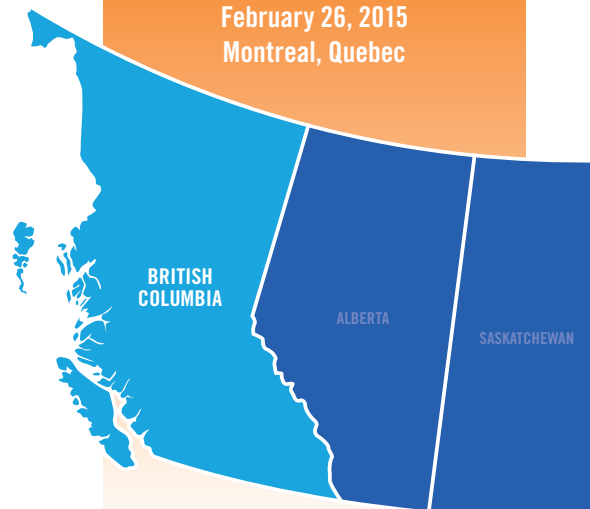 February 26, 2015
Montreal, Quebec
BRITISH
COLUMBIA
ALBERTA
SASKATCHEWAN